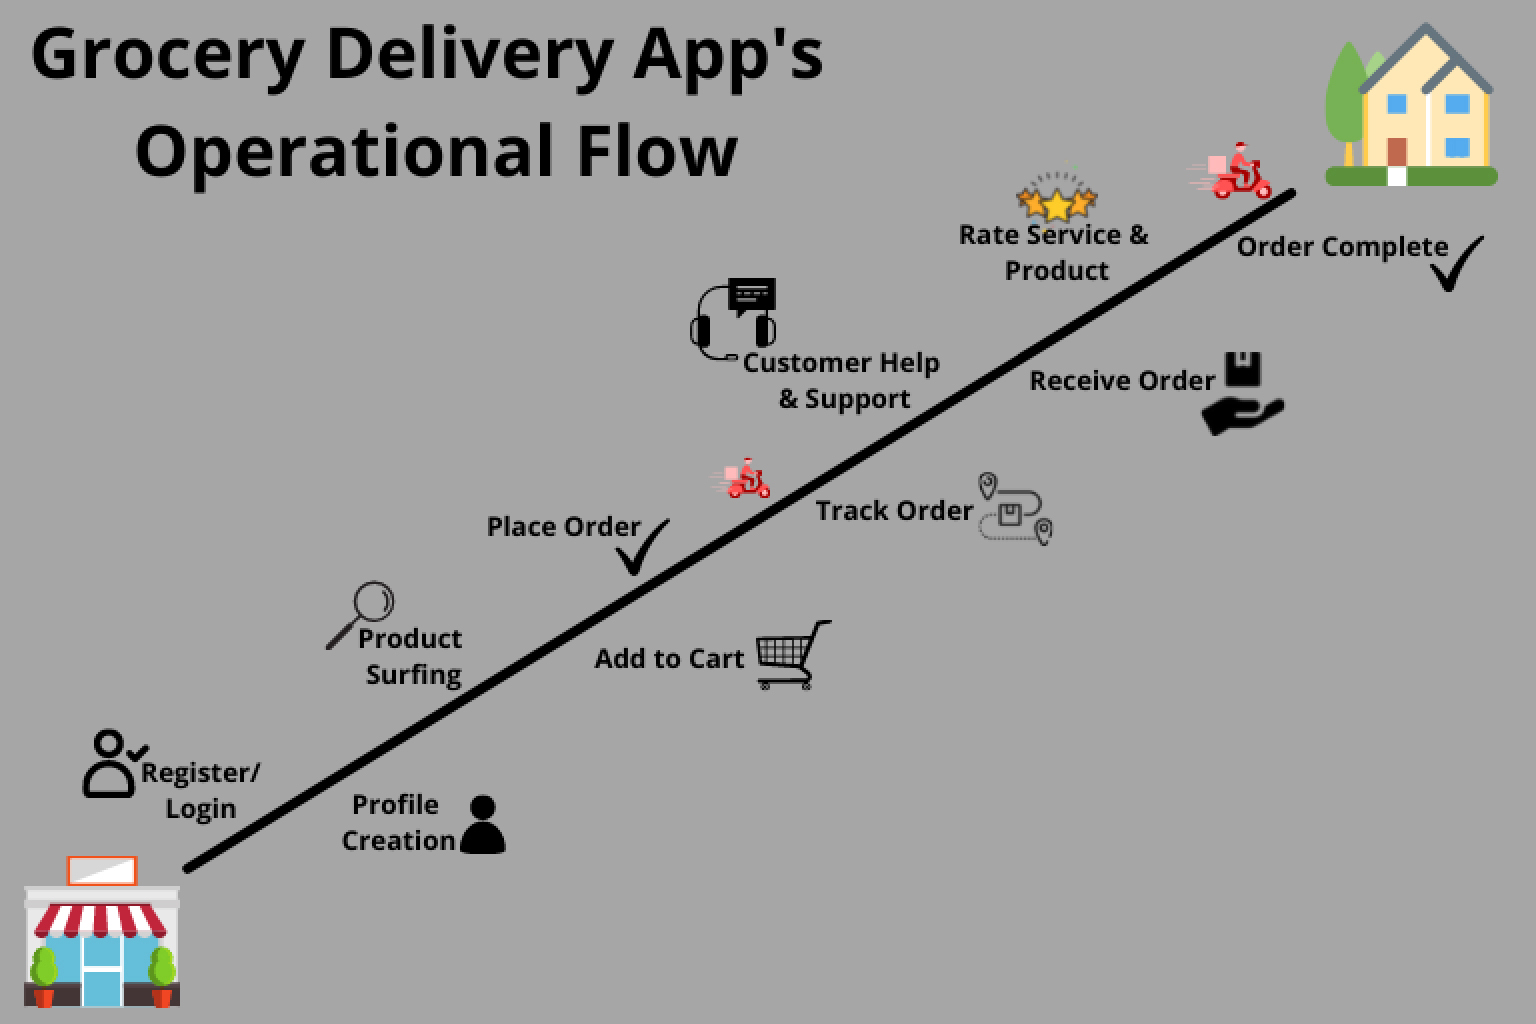 Grocery Delivery App's
Operational Flow
Rate Service &
Product
Order Complete
Customer Help
& Support
Receive Order
Place Order
Track Order
Product
Surfing
Add to Cart
Register/
Login
Profile
Creation